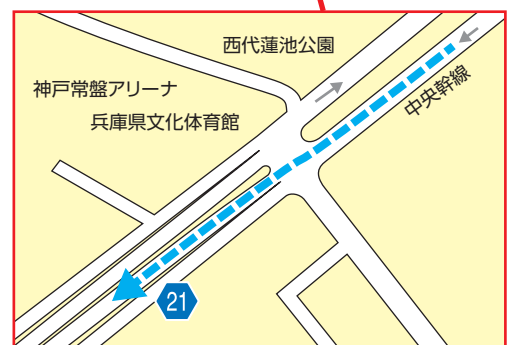 西代蓮池公園
神戸常盤アリーナ
兵庫県文化体育館
中央幹線
21